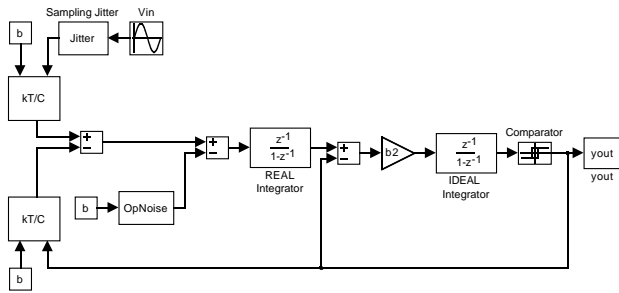 Sampling Jitter
Vin
b
Jitter
kT/C
+
−
+
−
z-1
1-z-1
REAL
Integrator
+
−
b2
z-1
1-z-1
IDEAL
Integrator
Comparator
yout
yout
b
OpNoise
kT/C
b